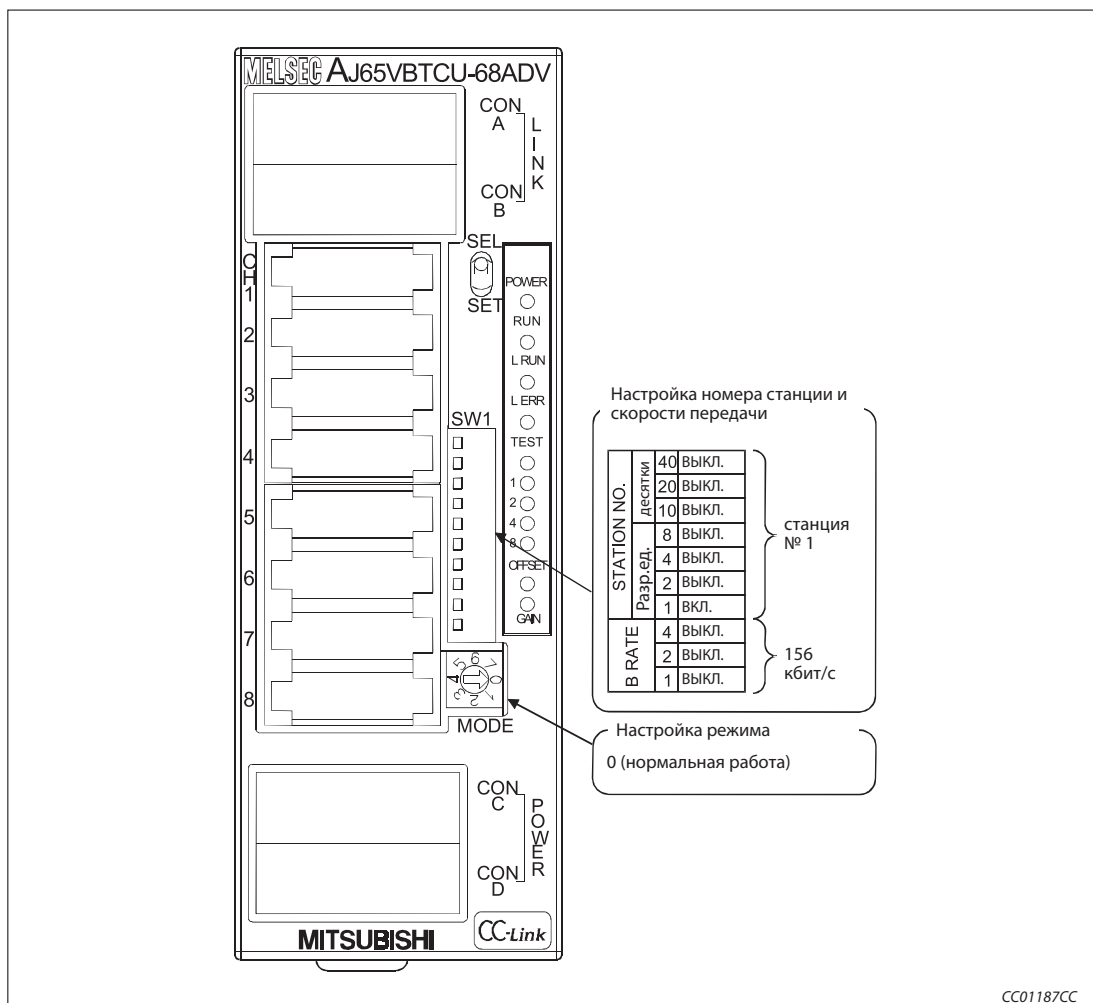 MELSEC AJ65VBTCU-68ADV
CON
A
CON
B
LINK
SEL
SET
CH
1
2
3
4
5
6
7
8
POWER
RUN
L RUN
L ERR
TEST
1
2
4
8
OFFSET
GAIN
SW1
MODE
CON
C
CON
D
POWER
MITSUBISHI
CC-Link
Настройка номера станции и
скорости передачи
STATION NO.
десятки
40 ВЫКЛ.
20 ВЫКЛ.
10 ВЫКЛ.
Разр.ед.
8 ВЫКЛ.
4 ВЫКЛ.
2 ВЫКЛ.
1 ВКЛ.
B RATE
4 ВЫКЛ.
2 ВЫКЛ.
1 ВЫКЛ.
станция
№ 1
156
кбит/с
Настройка режима
0 (нормальная работа)
CC01187CC